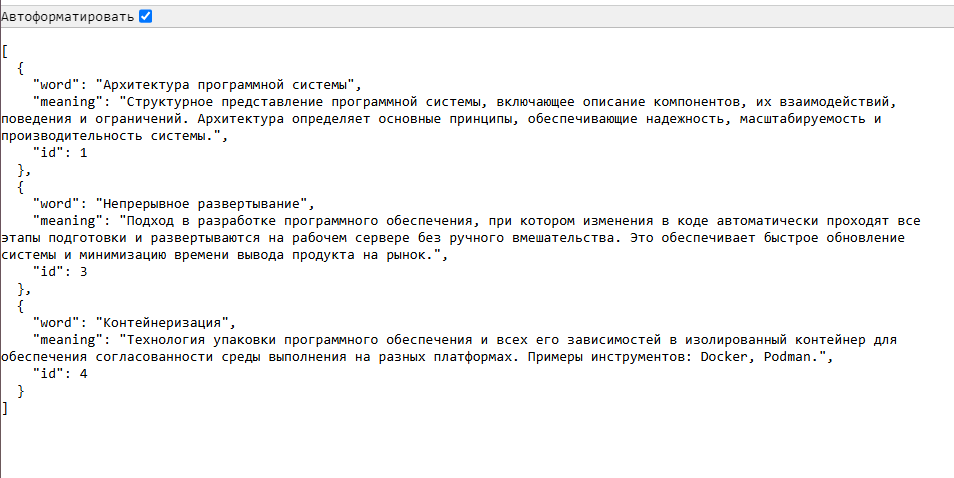 Автоформатировать
[
  {
    "word": "Архитектура программной системы",
    "meaning": "Структурное представление программной системы, включающее описание компонентов, их взаимодействий,
поведения и ограничений. Архитектура определяет основные принципы, обеспечивающие надежность, масштабируемость и
производительность системы.",
    "id": 1
  },
  {
    "word": "Непрерывное развертывание",
    "meaning": "Подход в разработке программного обеспечения, при котором изменения в коде автоматически проходят все
этапы подготовки и развертываются на рабочем сервере без ручного вмешательства. Это обеспечивает быстрое обновление
системы и минимизацию времени вывода продукта на рынок.",
    "id": 3
  },
  {
    "word": "Контейнеризация",
    "meaning": "Технология упаковки программного обеспечения и всех его зависимостей в изолированный контейнер для
обеспечения согласованности среды выполнения на разных платформах. Примеры инструментов: Docker, Podman.",
    "id": 4
  }
]